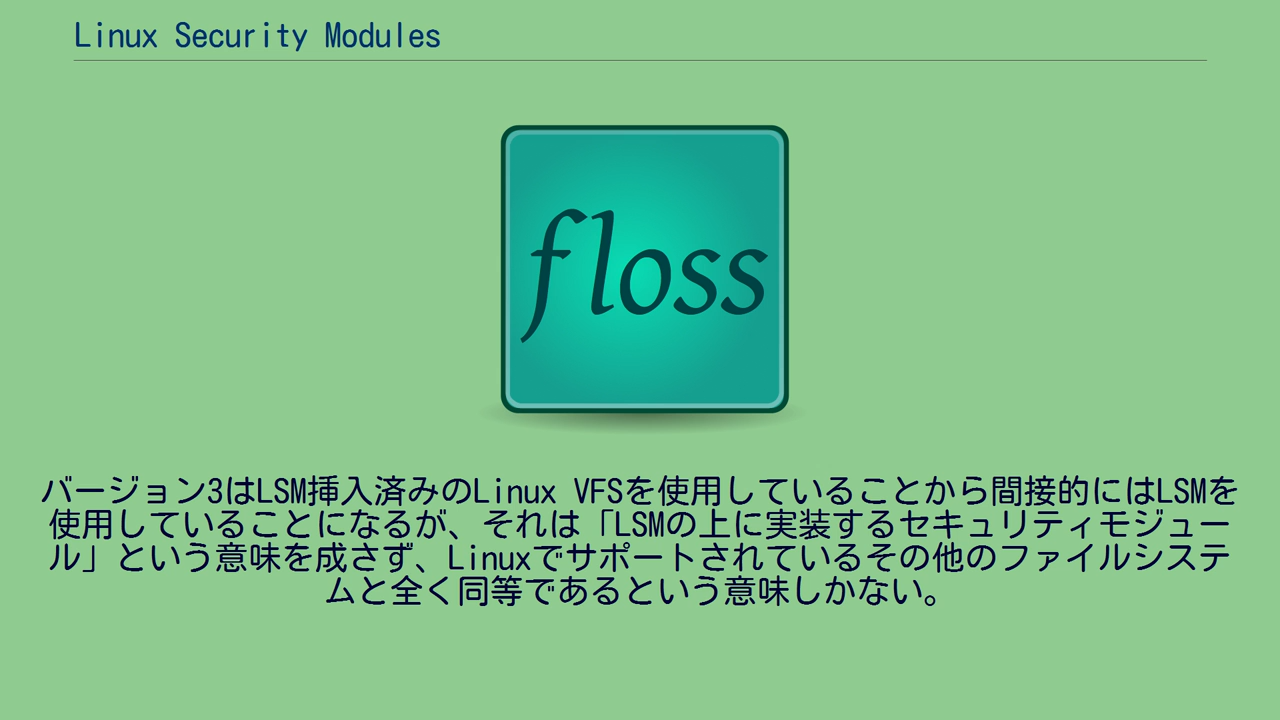 Linux Security Modules
floss
バージョン3はLSM挿入済みのLinux VFSを使用していることから間接的にはLSMを
使用していることになるが、それは「LSMの上に実装するセキュリティモジュー
ル」という意味を成さず、Linuxでサポートされているその他のファイルシステ
ムと全く同等であるという意味しかない。